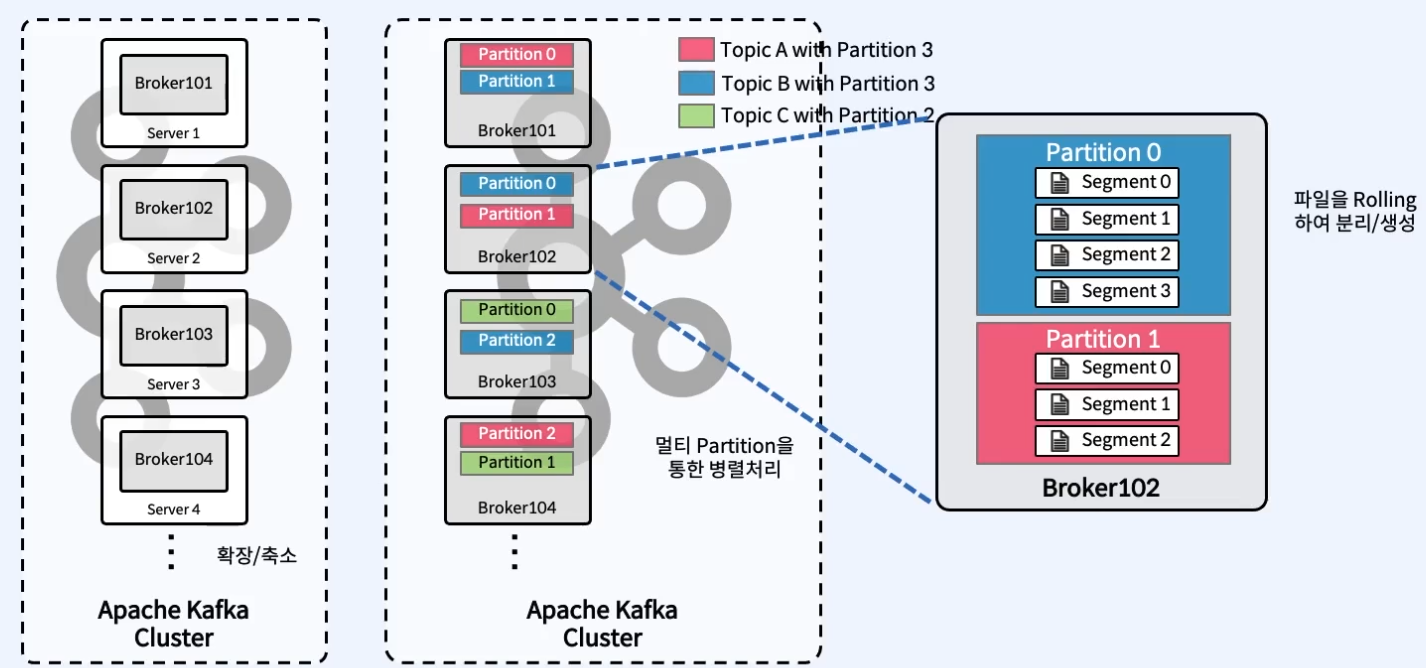 Broker101
Server 1
Broker102
Server 2
Broker103
Server 3
Broker104
Server 4
확장/축소
Apache Kafka
Cluster
Partition 0
Partition 1
Broker101
Partition 0
Partition 1
Broker102
Partition 0
Partition 2
Broker103
Partition 2
Partition 1
Broker104
Apache Kafka
Cluster
Topic A with Partition 3
Topic B with Partition 3
Topic C with Partition 2
멀티 Partition을
통한 병렬처리
Partition 0
Segment 0
Segment 1
Segment 2
Segment 3
Partition 1
Segment 0
Segment 1
Segment 2
Broker102
파일을 Rolling
하여 분리/생성